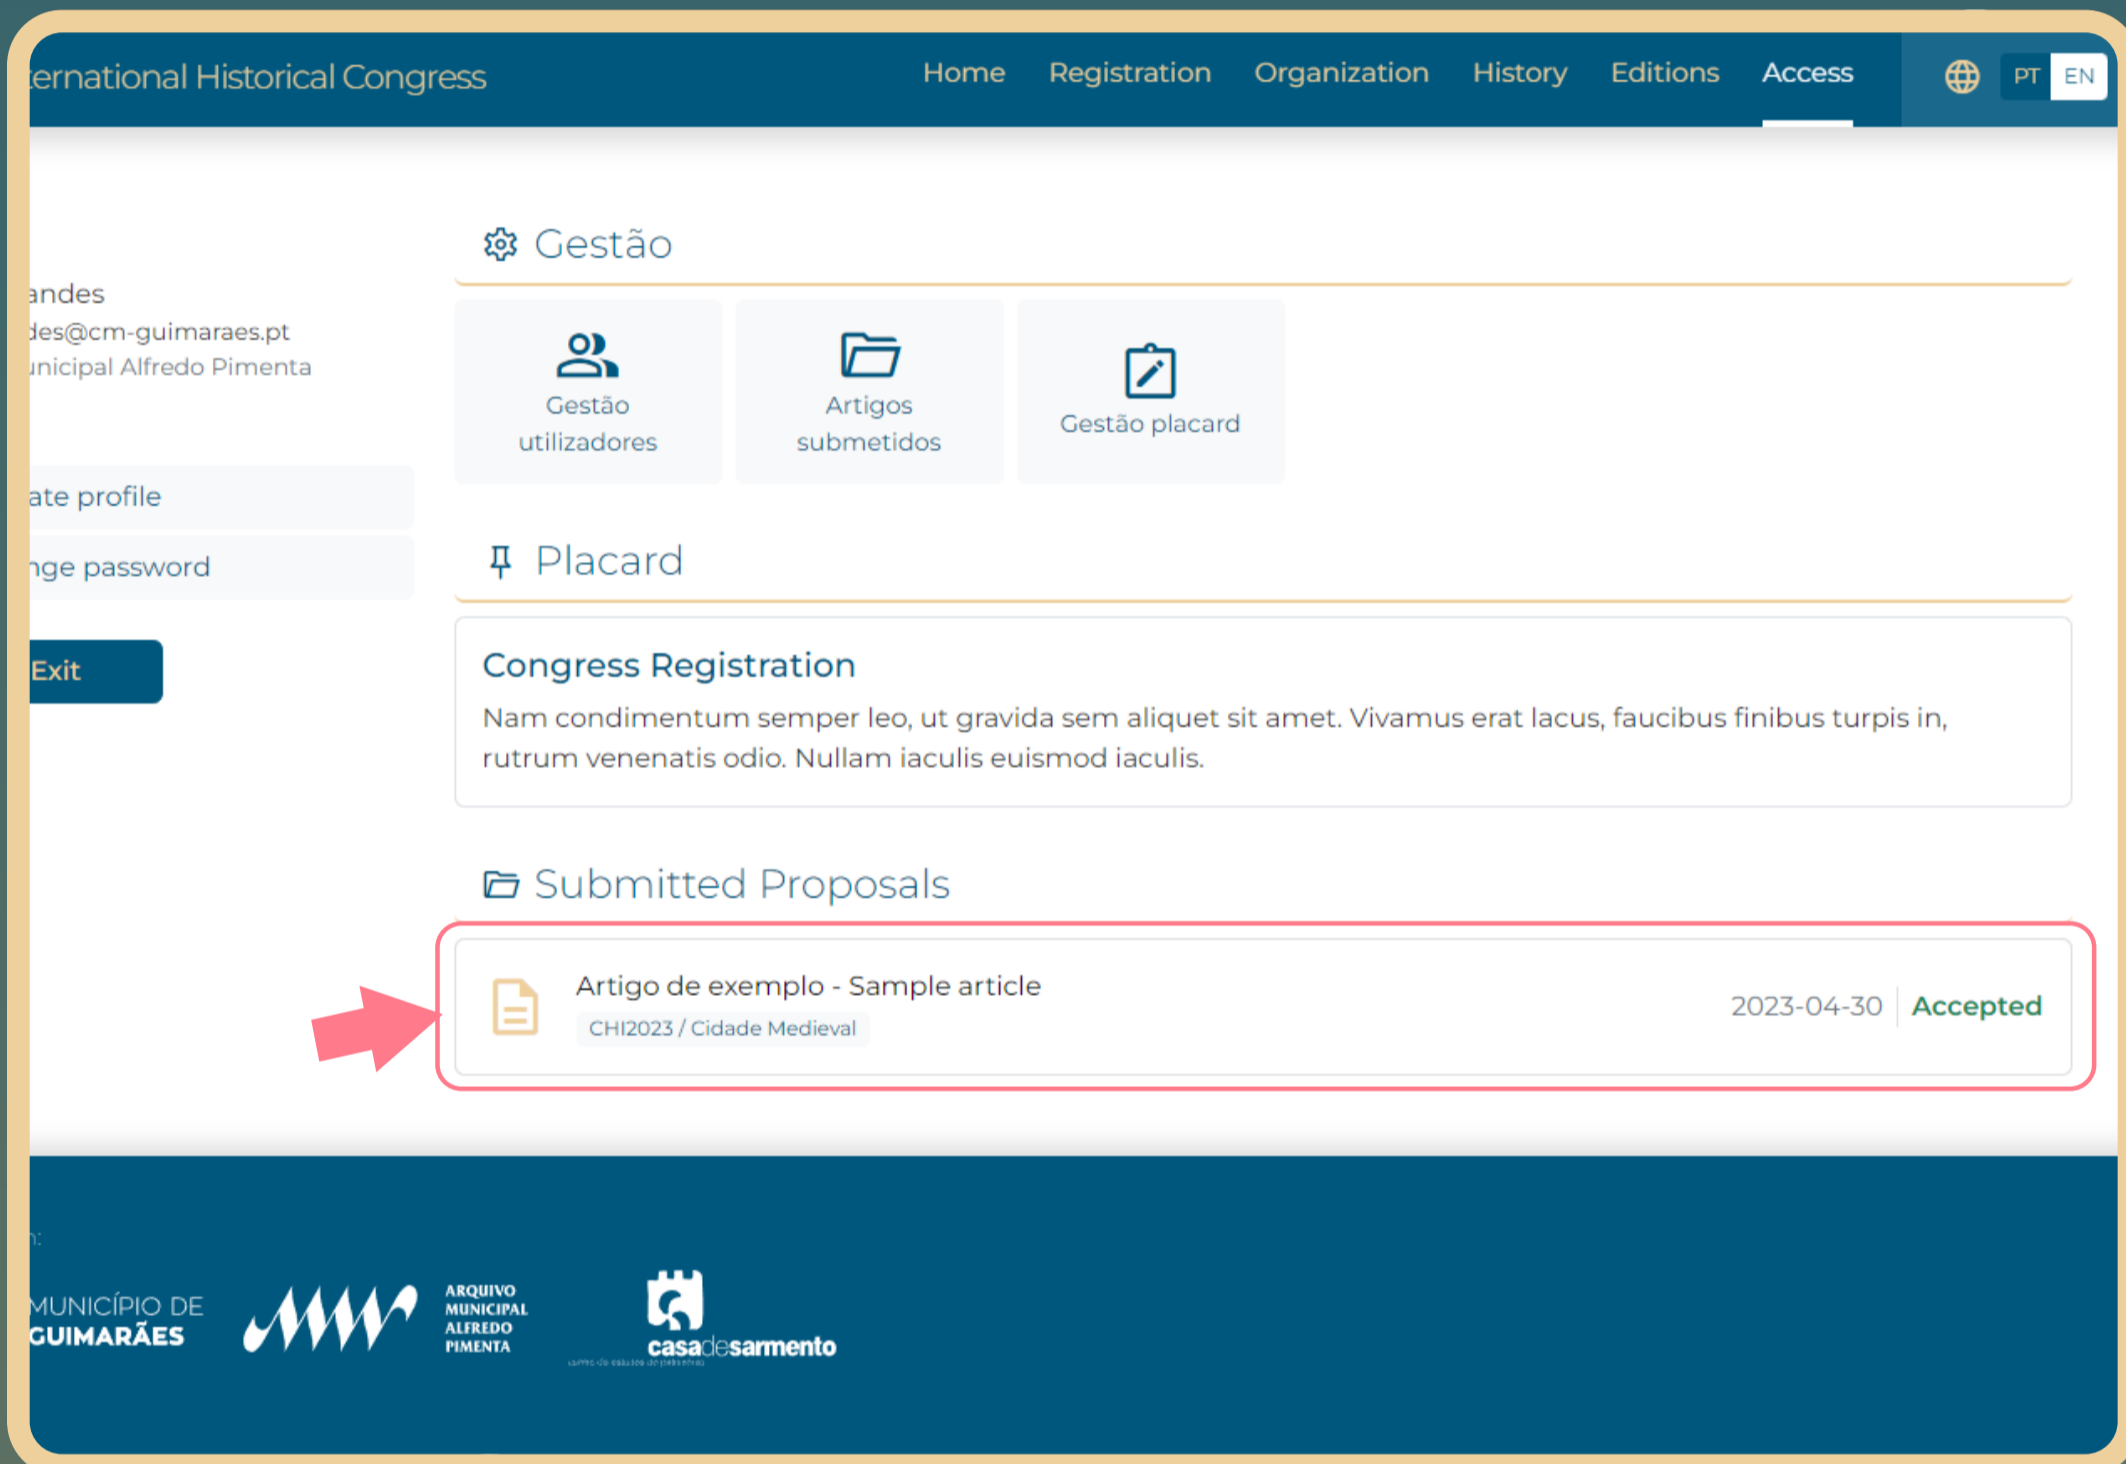 ternational Historical Congress
Home Registration Organization History Editions Access PT EN
andes
des@cm-guimaraes.pt
unicipal Alfredo Pimenta
ate profile
nge password
Exit
Gestão
Gestão
utilizadores
Artigos
submetidos
Gestão placard
Placard
Congress Registration
Nam condimentum semper leo, ut gravida sem aliquet sit amet. Vivamus erat lacus, faucibus finibus turpis in,
rutrum venenatis odio. Nullam iaculis euismod iaculis.
Submitted Proposals
Artigo de exemplo - Sample article
CHI2023 / Cidade Medieval
2023-04-30 Accepted
n:
MUNICÍPIO DE
GUIMARÃES
ARQUIVO
MUNICIPAL
ALFREDO
PIMENTA
casadesarmento